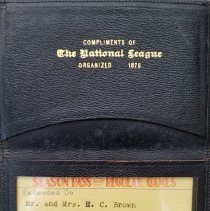 COMPLIMENTS OF
The National League
ORGANIZED 1876
SEASON PASS REGULAR GAMES
Extended to
Mr. and Mrs. H. C. Brown